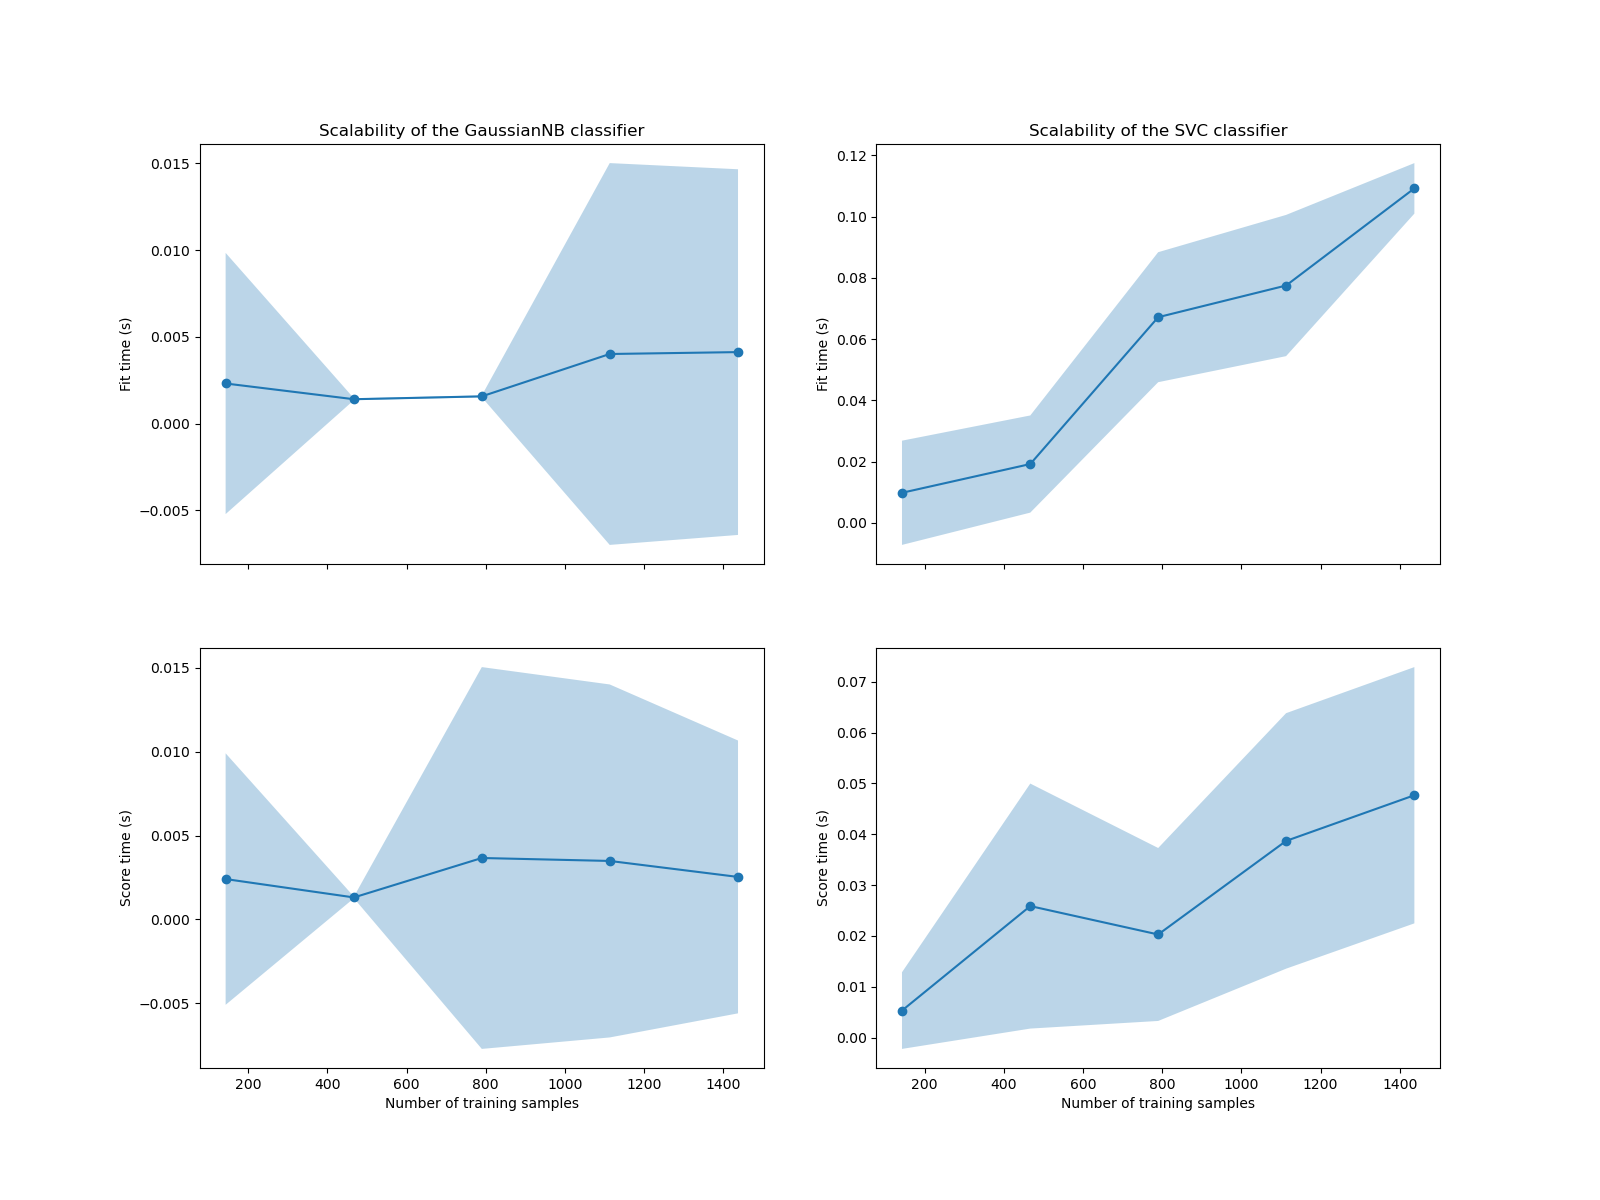 Scalability of the GaussianNB classifier
0.015
0.010
0.005
0.000
−0.005
Fit time (s)
Scalability of the SVC classifier
0.12
0.10
0.08
0.06
0.04
0.02
0.00
Fit time (s)
0.015
0.010
0.005
0.000
−0.005
Score time (s)
200 400 600 800 1000 1200 1400
Number of training samples
0.07
0.06
0.05
0.04
0.03
0.02
0.01
0.00
Score time (s)
200 400 600 800 1000 1200 1400
Number of training samples